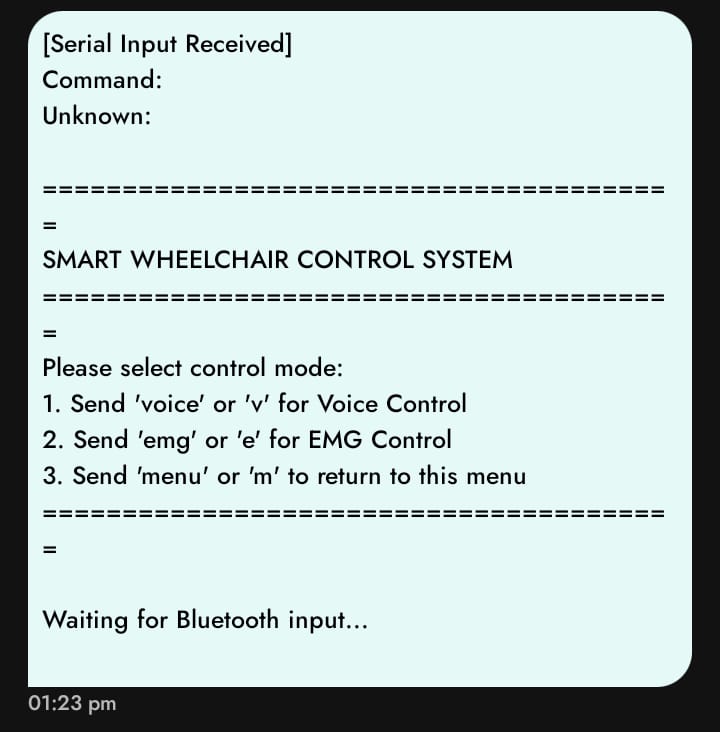 [Serial Input Received]
Command:
Unknown:
=======================================
=
SMART WHEELCHAIR CONTROL SYSTEM
=======================================
=
Please select control mode:
1. Send 'voice' or 'v' for Voice Control
2. Send 'emg' or 'e' for EMG Control
3. Send 'menu' or 'm' to return to this menu
=======================================
=
Waiting for Bluetooth input...
01:23 pm